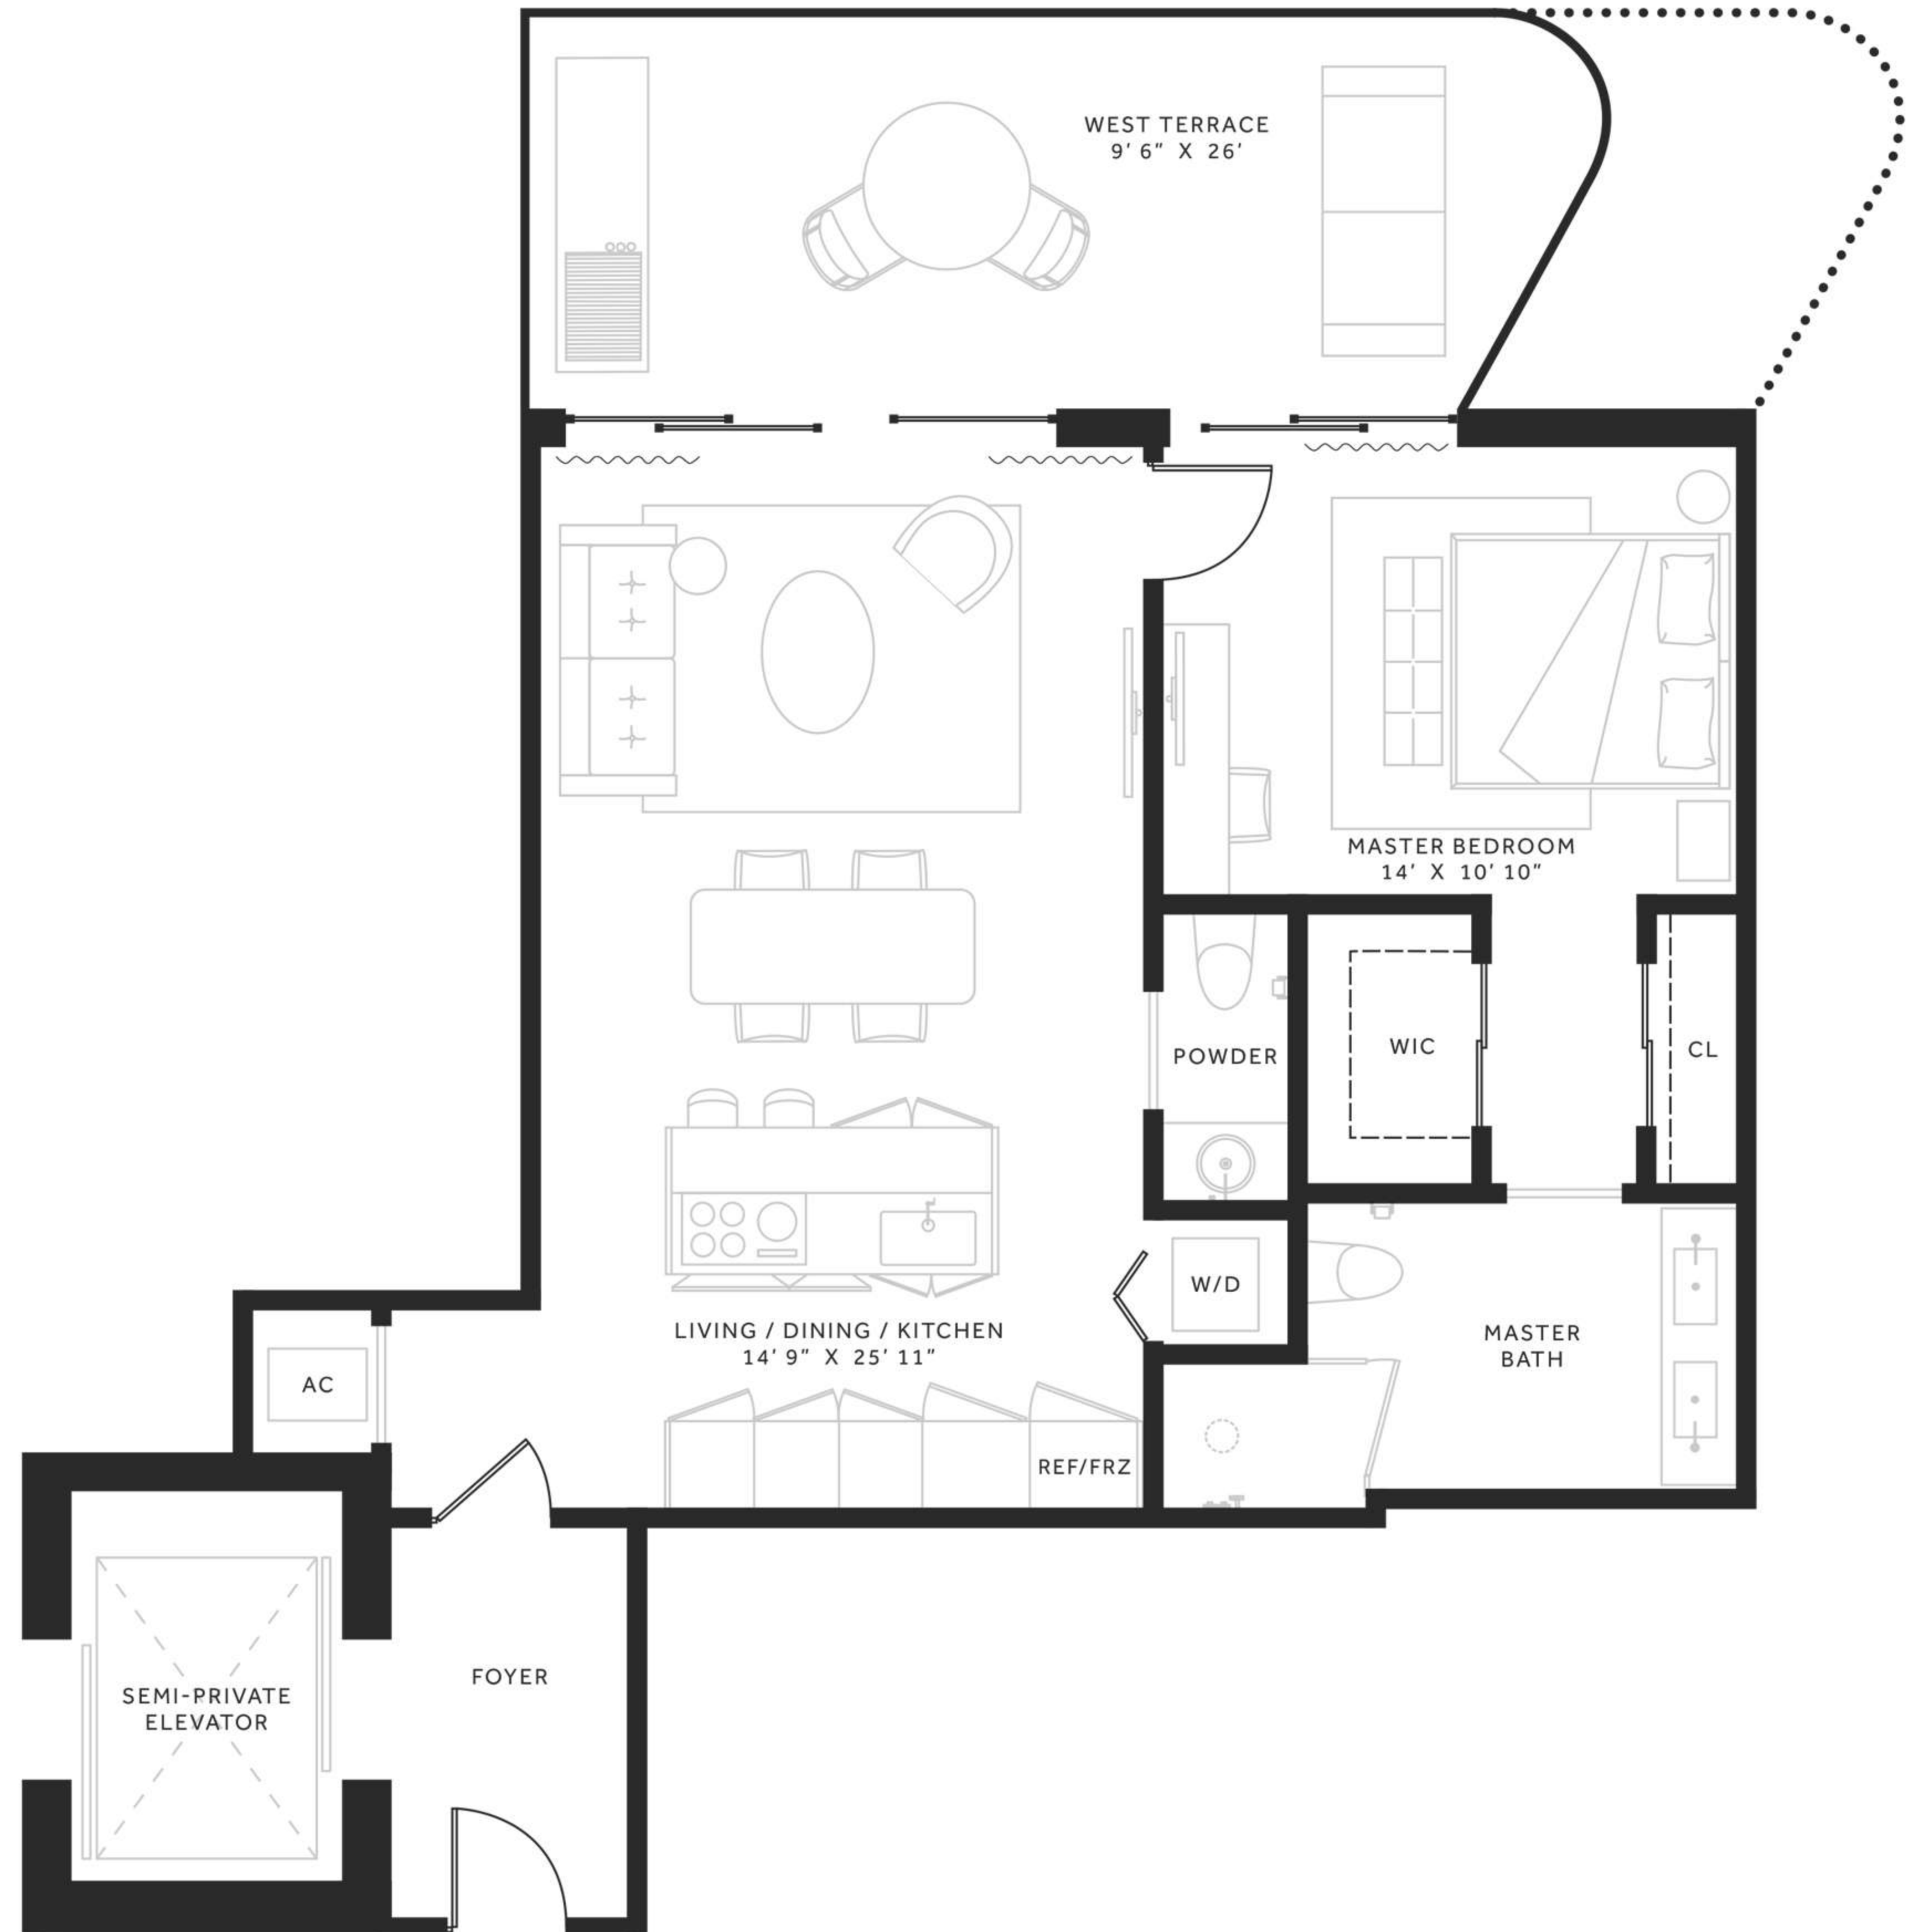 WEST TERRACE
9' 6" X 26'
MASTER BEDROOM
14' X 10' 10"
POWDER
WIC
CL
W/D
LIVING / DINING / KITCHEN
14' 9" X 25' 11"
MASTER
BATH
AC
REF/FRZ
FOYER
SEMI-PRIVATE
ELEVATOR